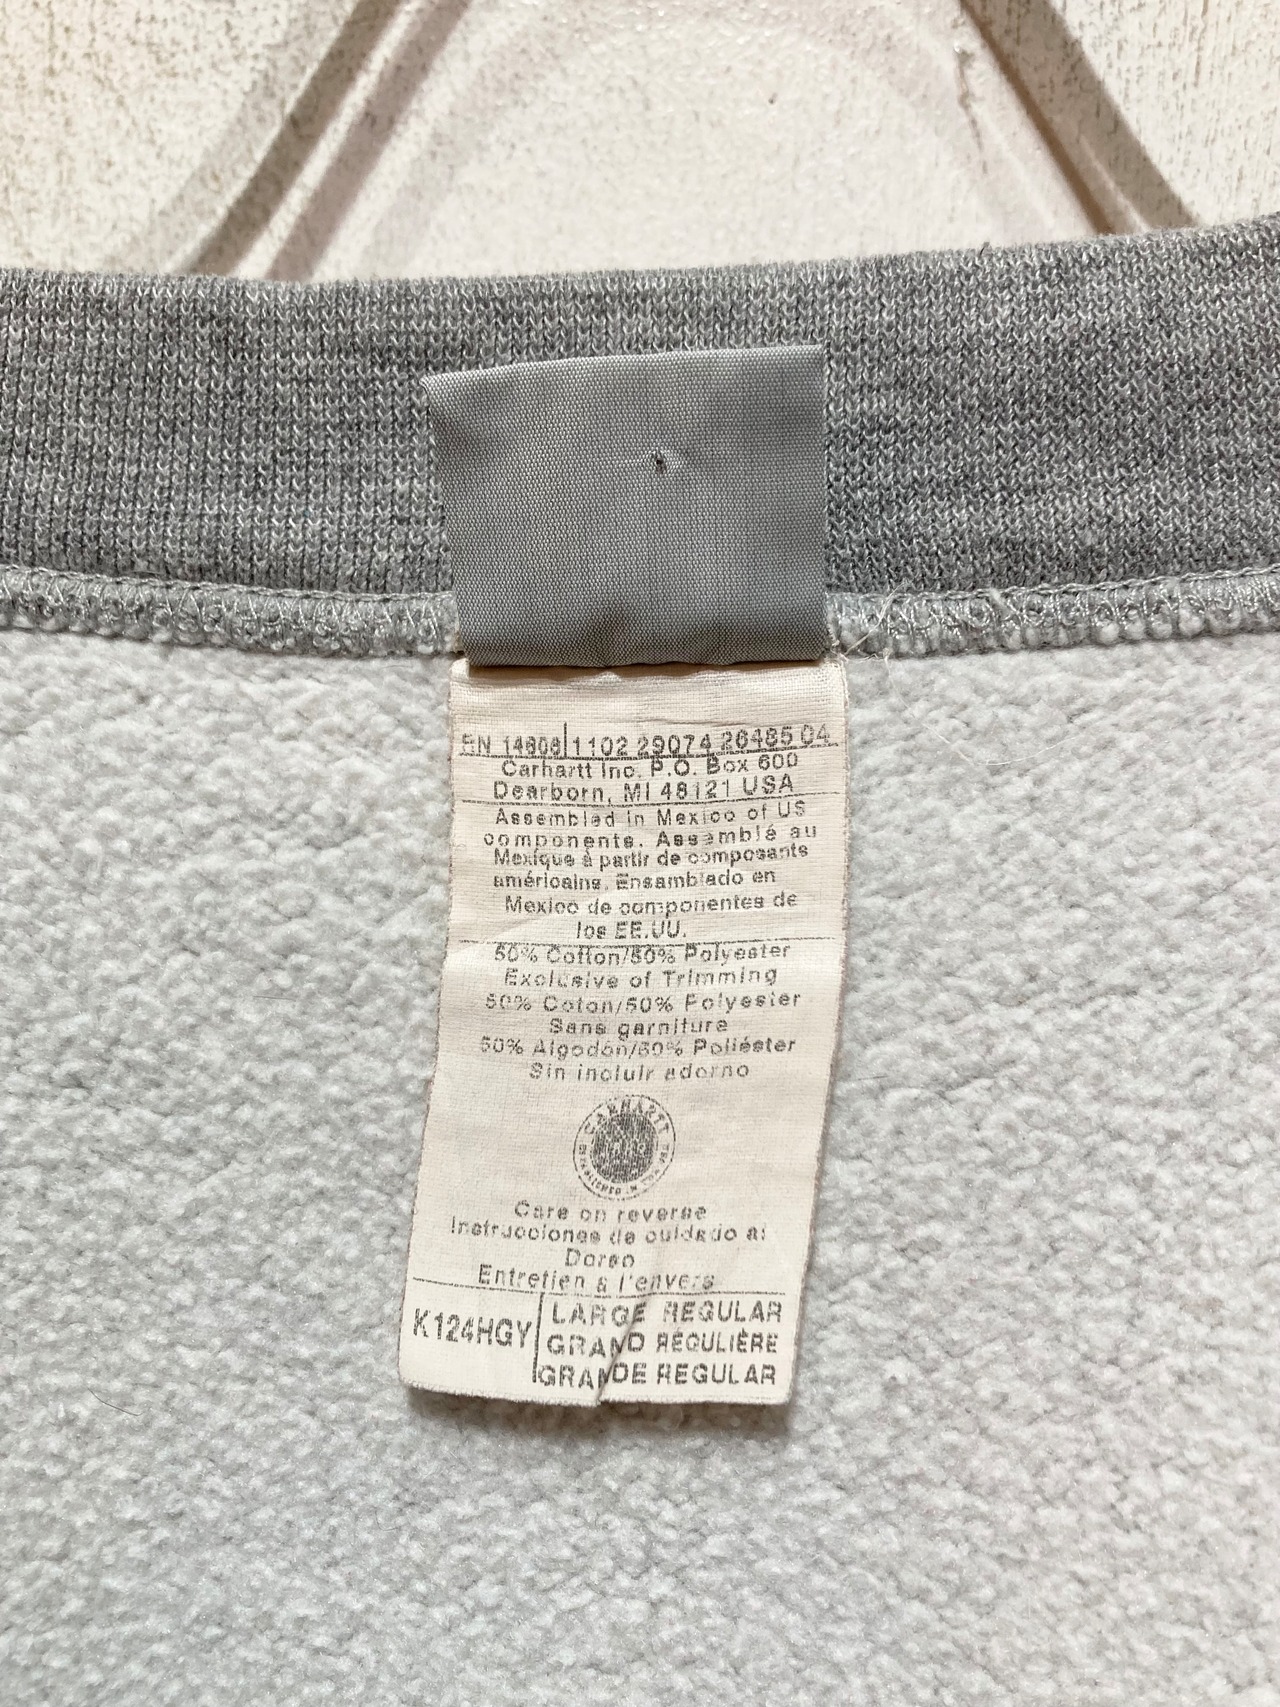 RN 14806 1102 29074 26485 04
Carhartt Inc. P.O. Box 600
Dearborn, MI 48121 USA
Assembled in Mexico of US
components. Assemblé au
Mexique à partir de composants
américains. Ensamblado en
Mexico de componentes de
los EE.UU.
50% Cotton/50% Polyester
Exclusive of Trimming
50% Coton/50% Polyester
Sans garniture
50% Algodón/50% Poliéster
Sin incluir adorno
CARHARTT
ESTABLISHED IN
Care on reverse
Instrucciones de cuidado al
Dorso
Entretien à l'envers
K124HGY
LARGE REGULAR
GRAND RÉGULIÈRE
GRANDE REGULAR